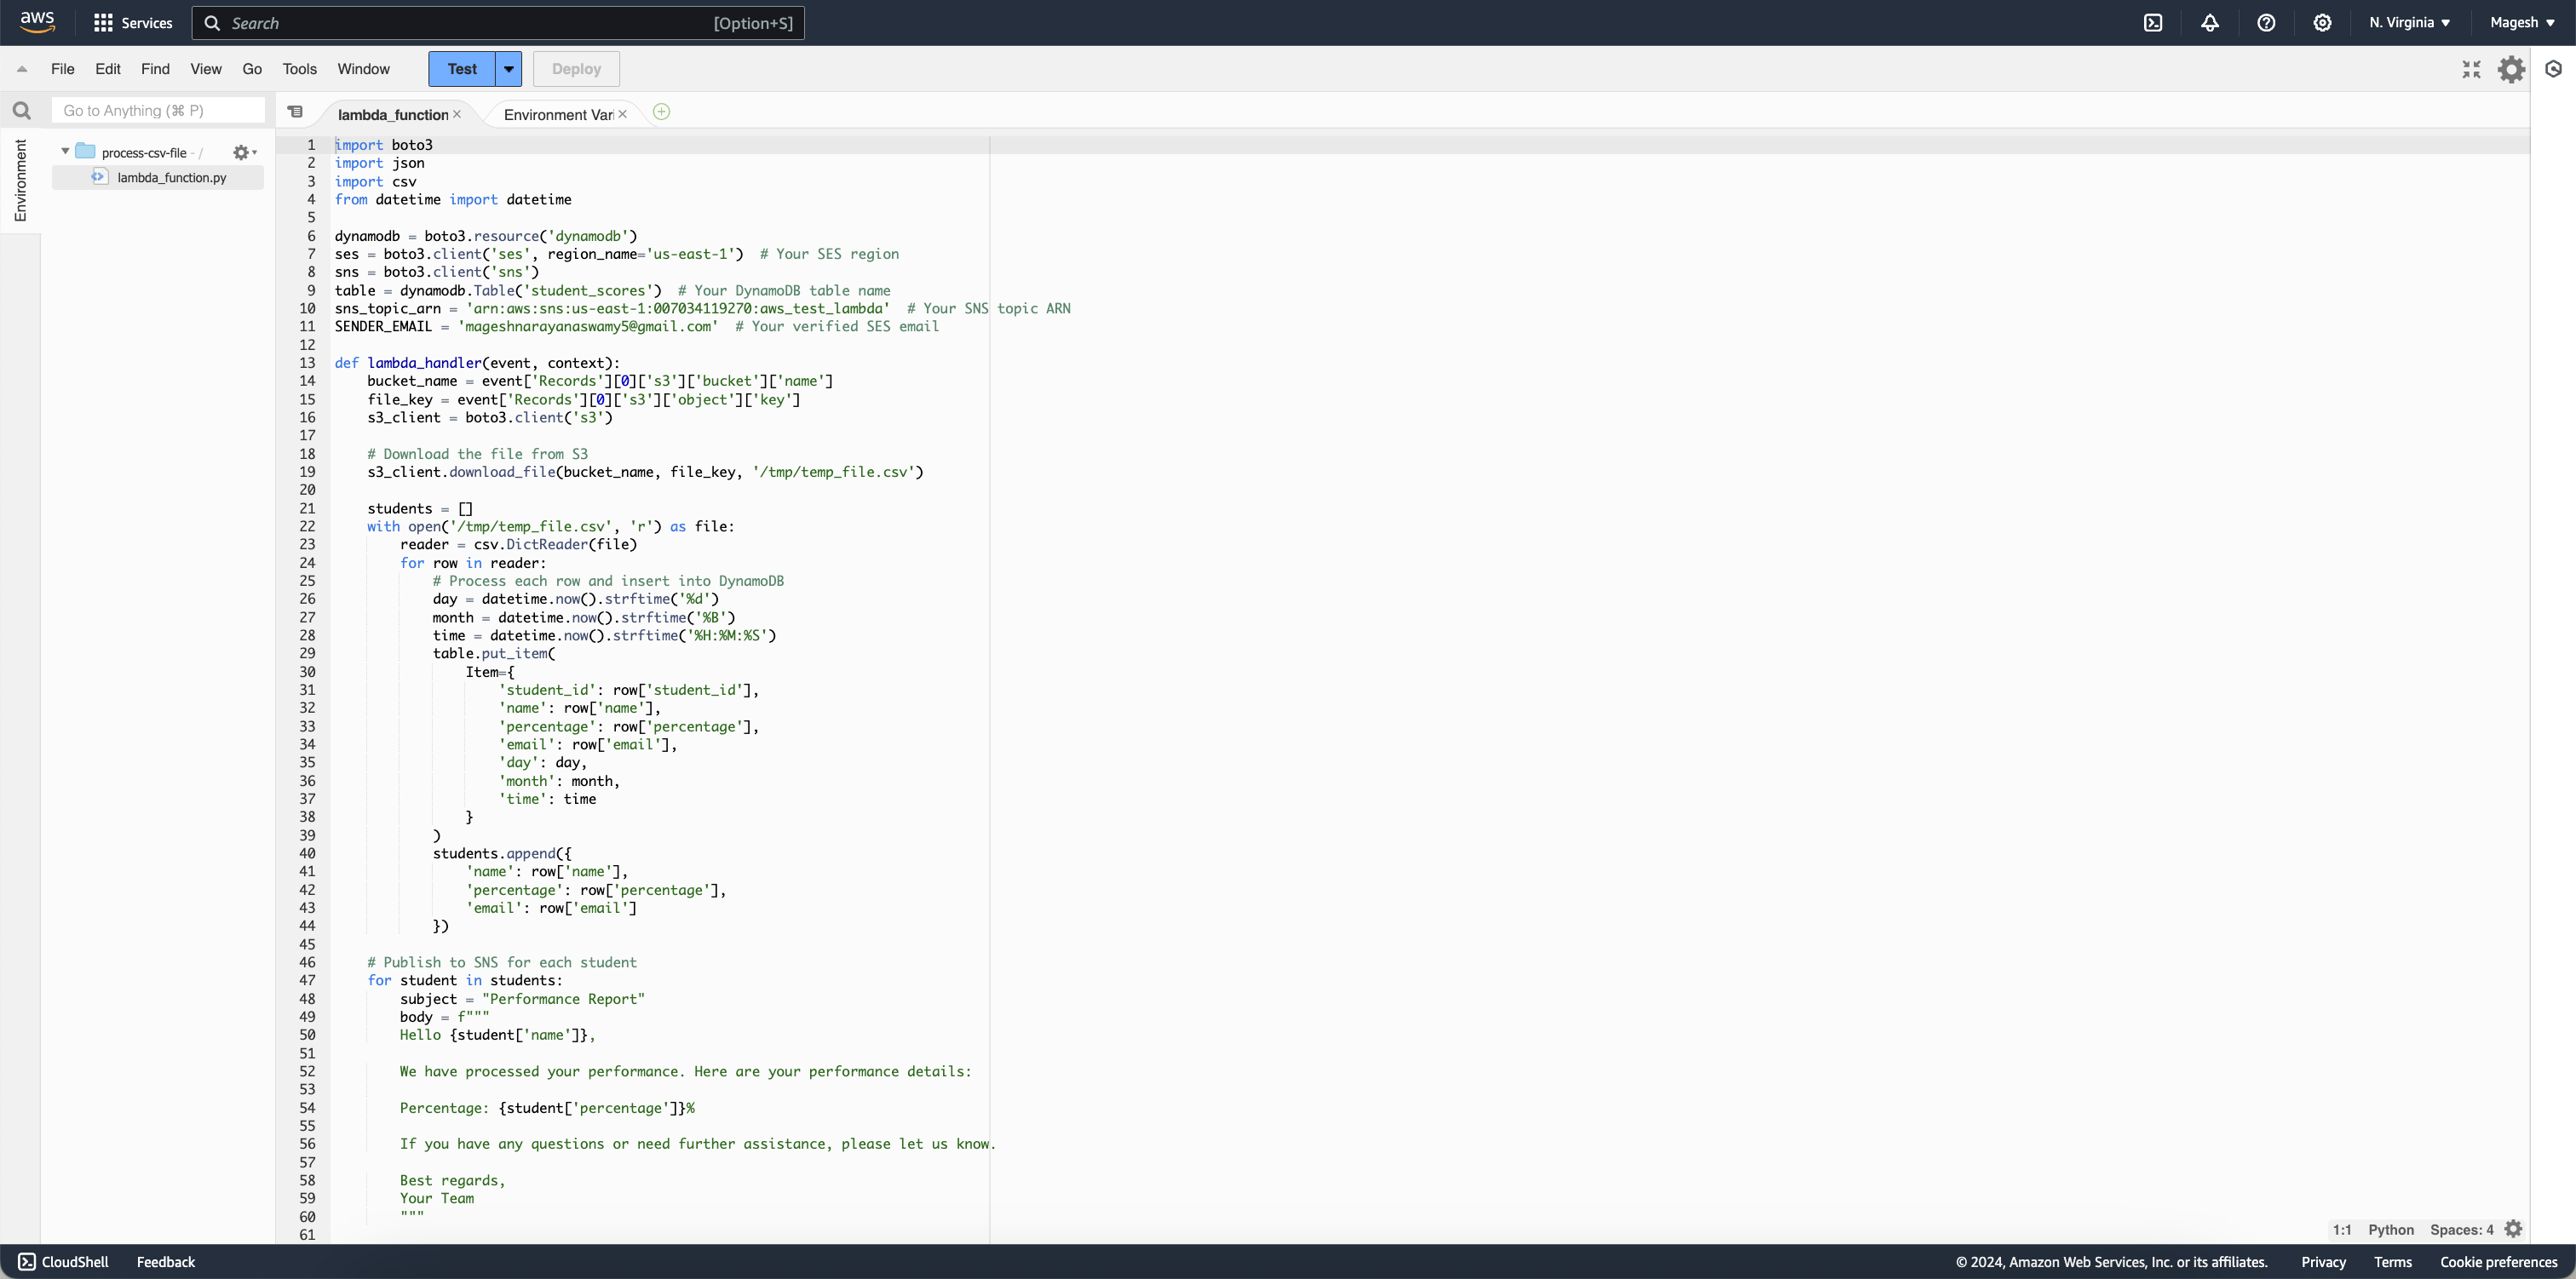 aws
Services
Search
[Option+S]
N. Virginia
Magesh
File Edit Find View Go Tools Window Test Deploy
Go to Anything (⌘ P)
lambda_function × Environment Vari ×
Environment
process-csv-file - /
lambda_function.py
1 import boto3
2 import json
3 import csv
4 from datetime import datetime
5
6 dynamodb = boto3.resource('dynamodb')
7 ses = boto3.client('ses', region_name='us-east-1')  # Your SES region
8 sns = boto3.client('sns')
9 table = dynamodb.Table('student_scores')  # Your DynamoDB table name
10 sns_topic_arn = 'arn:aws:sns:us-east-1:007034119270:aws_test_lambda'  # Your SNS topic ARN
11 SENDER_EMAIL = 'mageshnarayanaswamy5@gmail.com'  # Your verified SES email
12
13 def lambda_handler(event, context):
14     bucket_name = event['Records'][0]['s3']['bucket']['name']
15     file_key = event['Records'][0]['s3']['object']['key']
16     s3_client = boto3.client('s3')
17
18     # Download the file from S3
19     s3_client.download_file(bucket_name, file_key, '/tmp/temp_file.csv')
20
21     students = []
22     with open('/tmp/temp_file.csv', 'r') as file:
23         reader = csv.DictReader(file)
24         for row in reader:
25             # Process each row and insert into DynamoDB
26             day = datetime.now().strftime('%d')
27             month = datetime.now().strftime('%B')
28             time = datetime.now().strftime('%H:%M:%S')
29             table.put_item(
30                 Item={
31                     'student_id': row['student_id'],
32                     'name': row['name'],
33                     'percentage': row['percentage'],
34                     'email': row['email'],
35                     'day': day,
36                     'month': month,
37                     'time': time
38                 }
39             )
40             students.append({
41                 'name': row['name'],
42                 'percentage': row['percentage'],
43                 'email': row['email']
44             })
45
46     # Publish to SNS for each student
47     for student in students:
48         subject = "Performance Report"
49         body = f"""
50         Hello {student['name']},
51
52         We have processed your performance. Here are your performance details:
53
54         Percentage: {student['percentage']}%
55
56         If you have any questions or need further assistance, please let us know.
57
58         Best regards,
59         Your Team
60         """
61
1:1 Python Spaces: 4
CloudShell Feedback
© 2024, Amazon Web Services, Inc. or its affiliates. Privacy Terms Cookie preferences